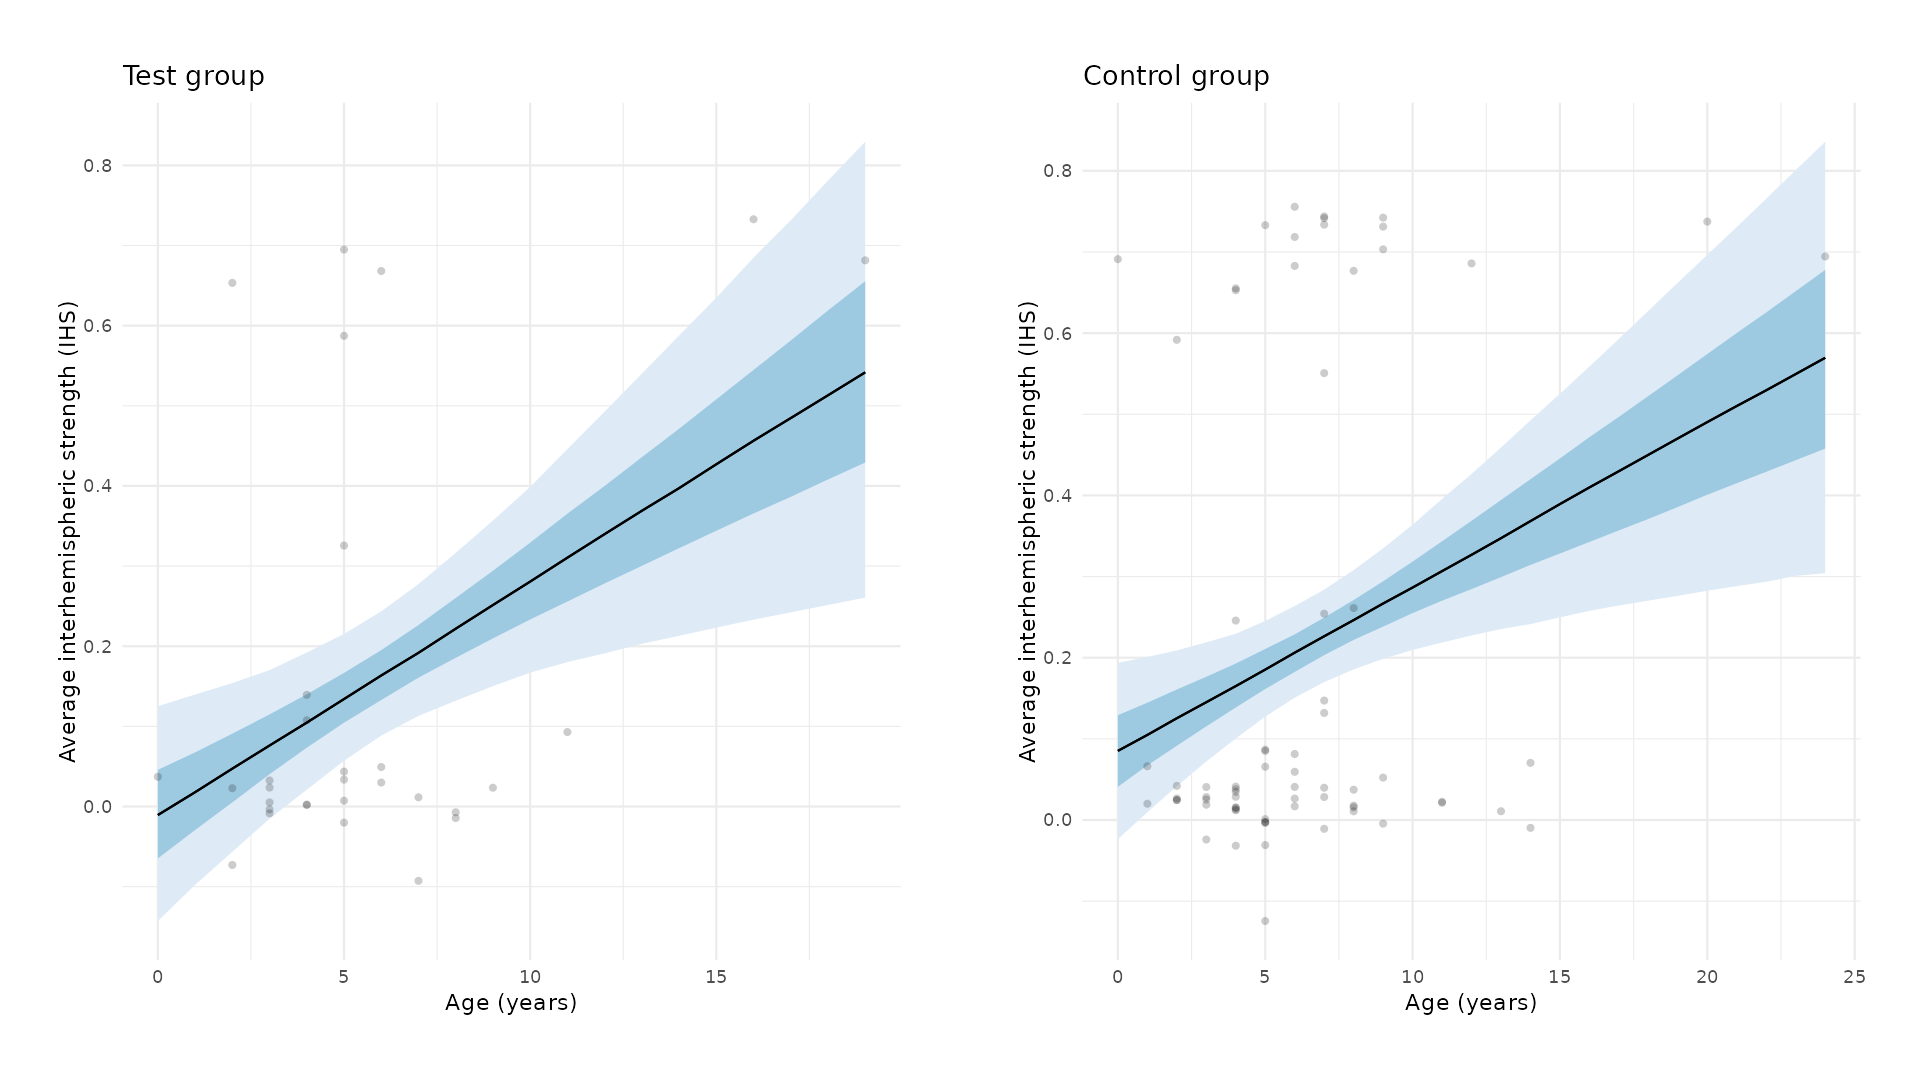 Test group
Average interhemispheric strength (IHS)
0.8
0.6
0.4
0.2
0.0
0 5 10 15
Age (years)
Control group
Average interhemispheric strength (IHS)
0.8
0.6
0.4
0.2
0.0
0 5 10 15 20 25
Age (years)